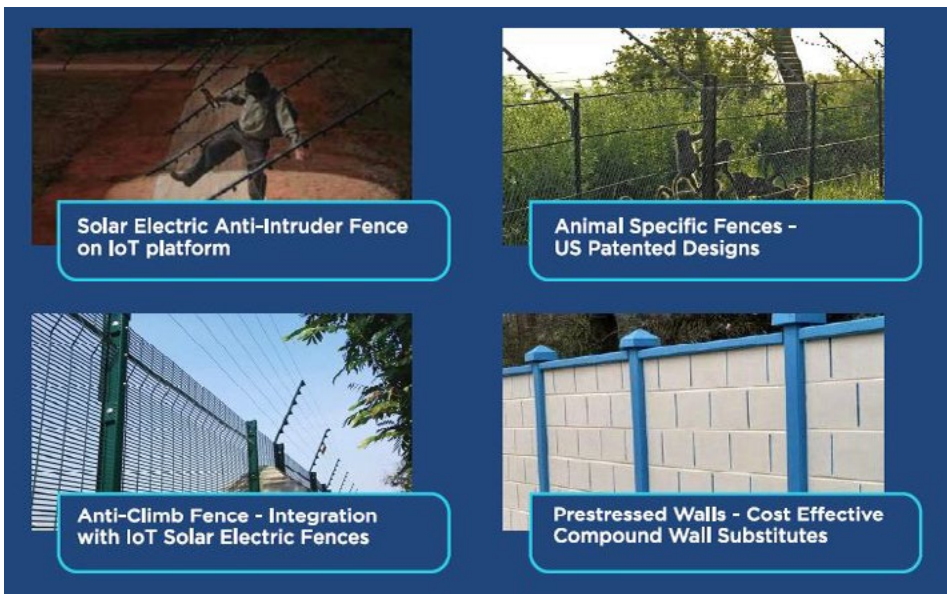 Solar Electric Anti-Intruder Fence
on IoT platform
Animal Specific Fences -
US Patented Designs
Anti-Climb Fence - Integration
with IoT Solar Electric Fences
Prestressed Walls - Cost Effective
Compound Wall Substitutes